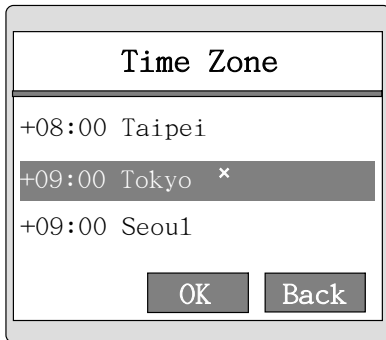 Time Zone
+08:00 Taipei
+09:00 Tokyo ×
+09:00 Seoul
OK Back